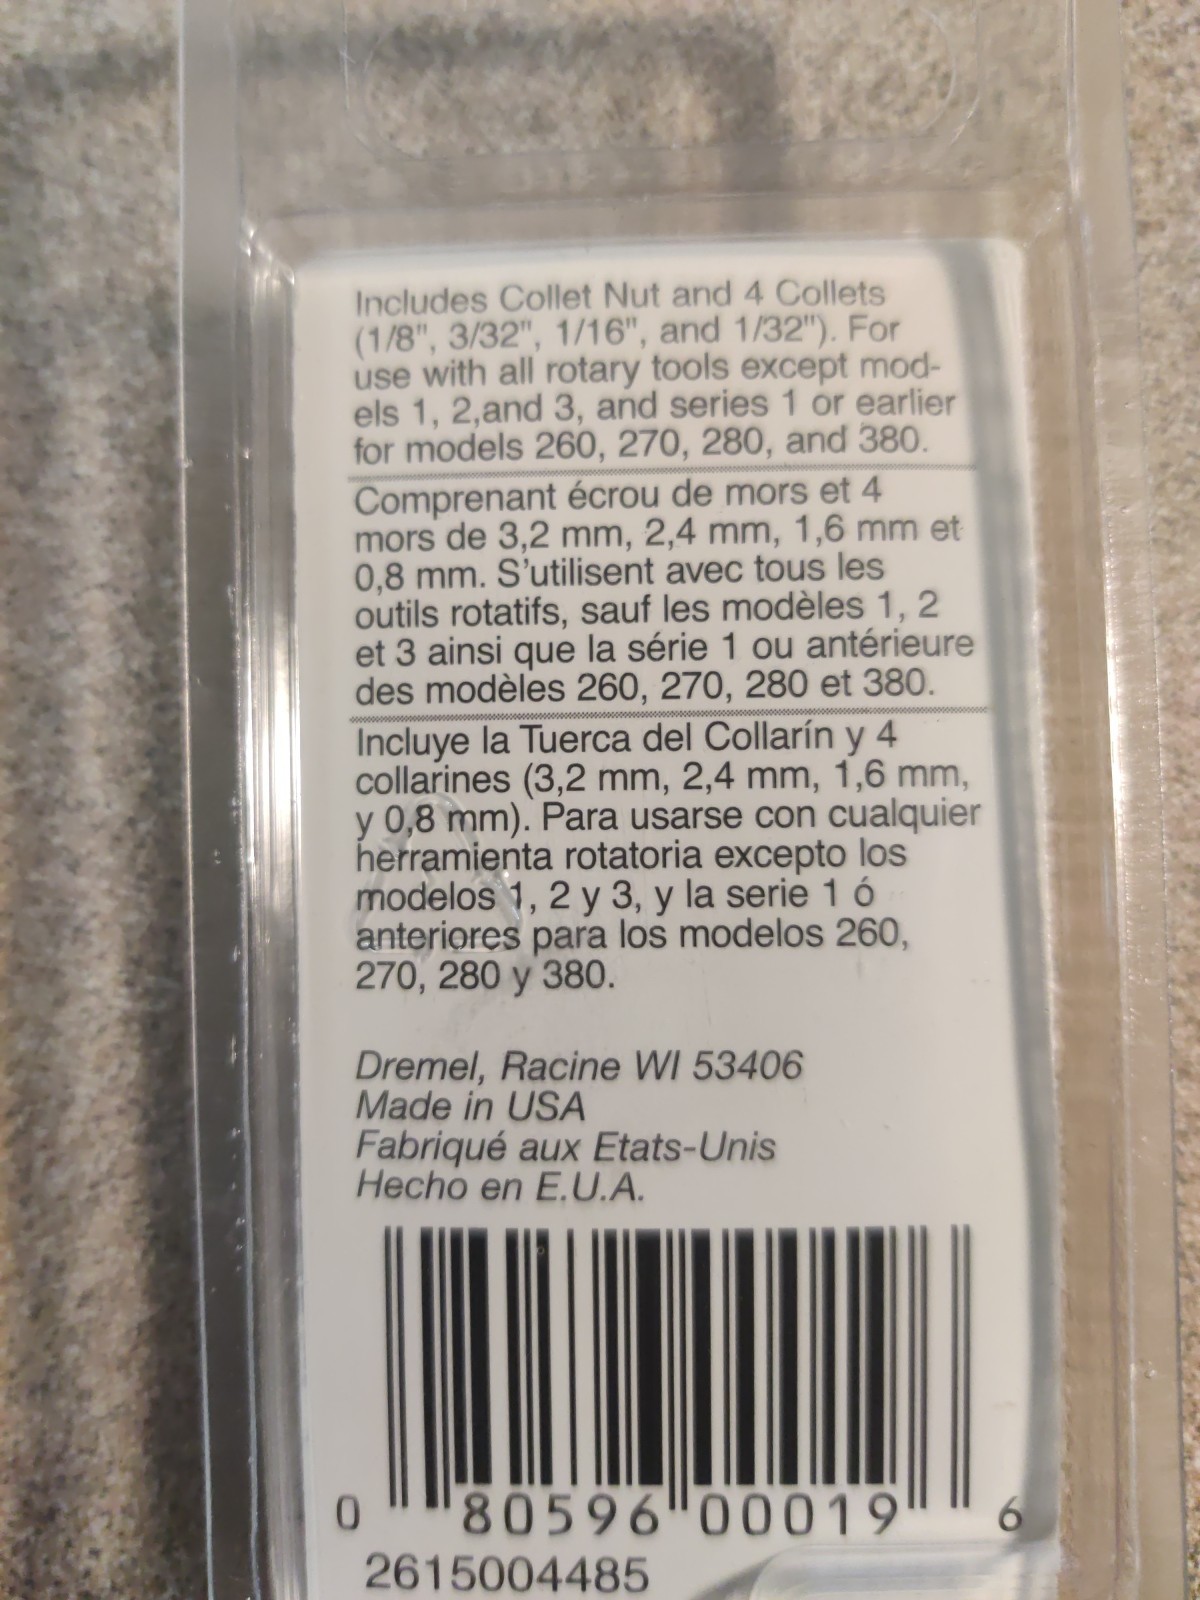 Includes Collet Nut and 4 Collets
(1/8", 3/32", 1/16", and 1/32"). For
use with all rotary tools except mod-
els 1, 2,and 3, and series 1 or earlier
for models 260, 270, 280, and 380.
Comprenant écrou de mors et 4
mors de 3,2 mm, 2,4 mm, 1,6 mm et
0,8 mm. S'utilisent avec tous les
outils rotatifs, sauf les modèles 1, 2
et 3 ainsi que la série 1 ou antérieure
des modèles 260, 270, 280 et 380.
Incluye la Tuerca del Collarín y 4
collarines (3,2 mm, 2,4 mm, 1,6 mm,
y 0,8 mm). Para usarse con cualquier
herramienta rotatoria excepto los
modelos 1, 2 y 3, y la serie 1 ó
anteriores para los modelos 260,
270, 280 y 380.
Dremel, Racine WI 53406
Made in USA
Fabriqué aux Etats-Unis
Hecho en E.U.A.
0 80596 00019 6
2615004485